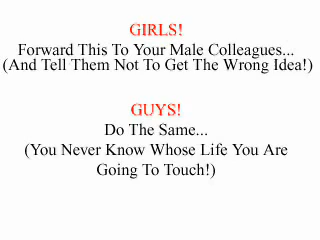 GIRLS!
Forward This To Your Male Colleagues...
(And Tell Them Not To Get The Wrong Idea!)
GUYS!
Do The Same...
(You Never Know Whose Life You Are
Going To Touch!)